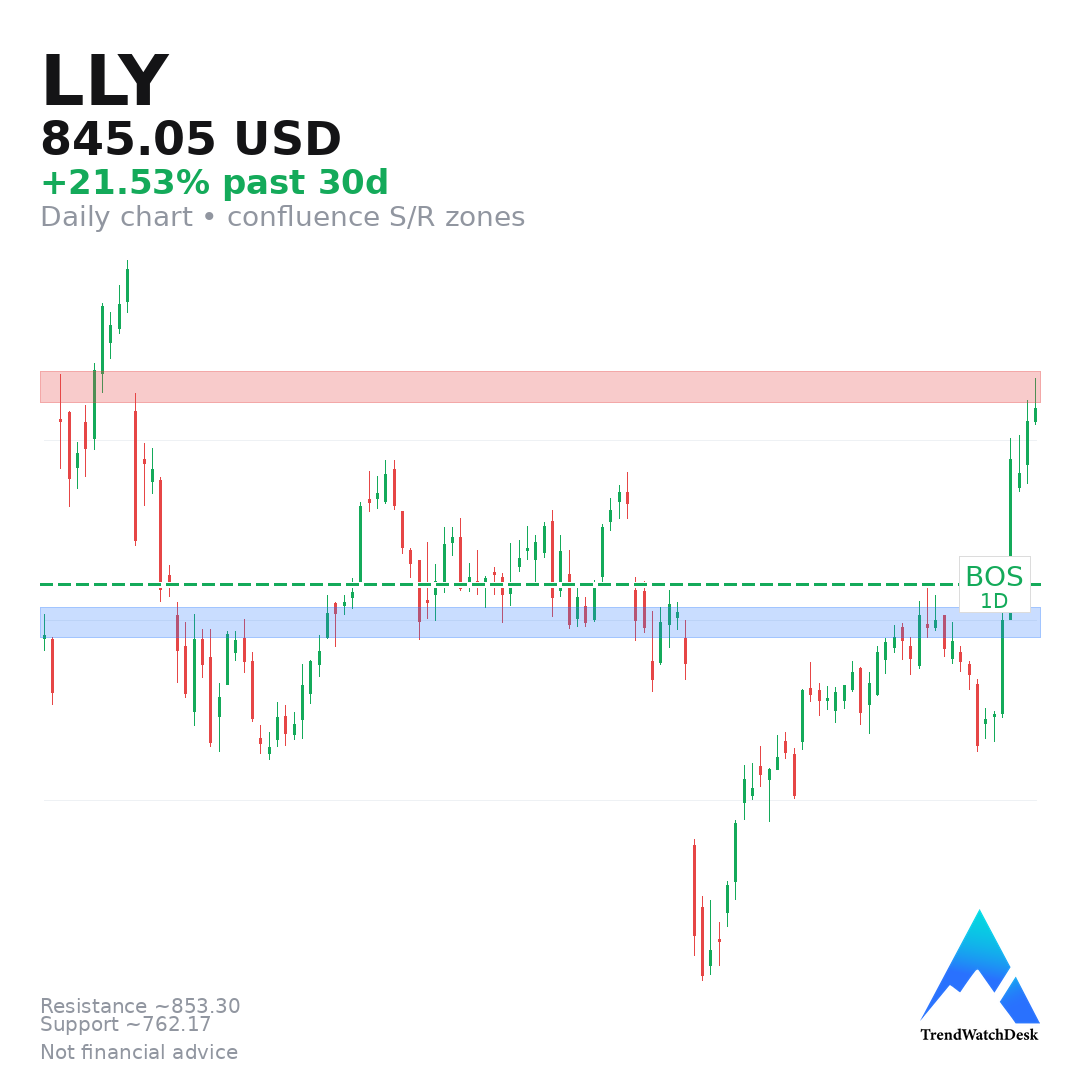 LLY
845.05 USD
+21.53% past 30d
Daily chart • confluence S/R zones
BOS
1D
Resistance ~853.30
Support ~762.17
Not financial advice
TrendWatchDesk